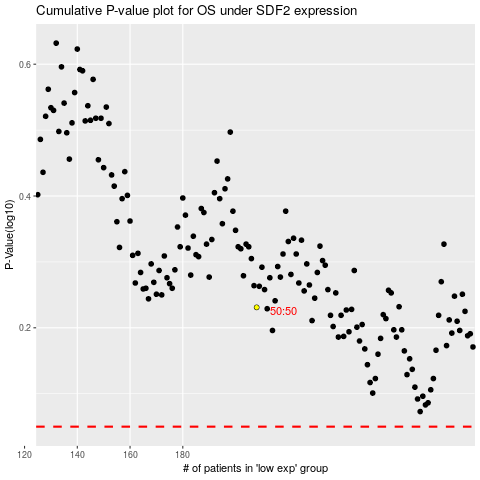 Cumulative P-value plot for OS under SDF2 expression
P-Value(log10)
0.6
0.4
0.2
50:50
120 140 160 180
# of patients in 'low exp' group